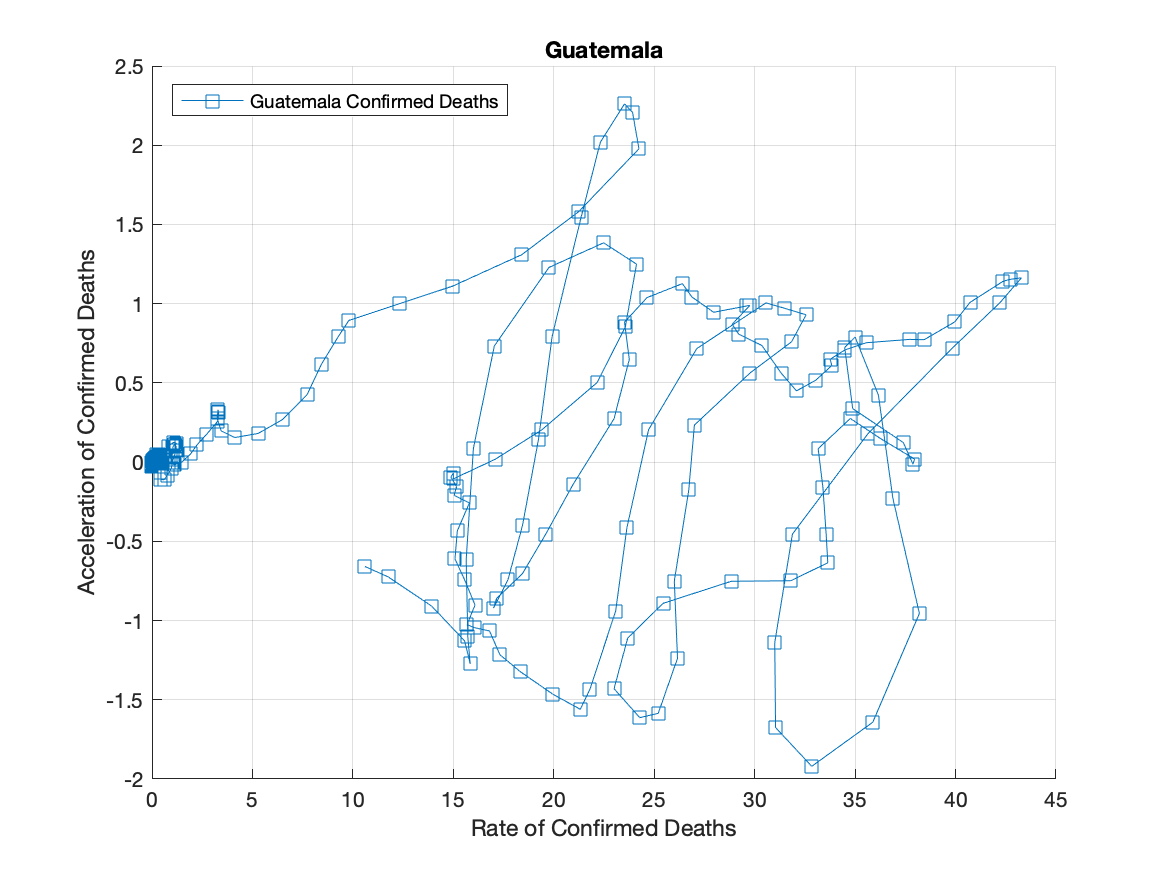 Guatemala
Guatemala Confirmed Deaths
2.5
2
1.5
1
0.5
0
-0.5
-1
-1.5
-2
Acceleration of Confirmed Deaths
0 5 10 15 20 25 30 35 40 45
Rate of Confirmed Deaths